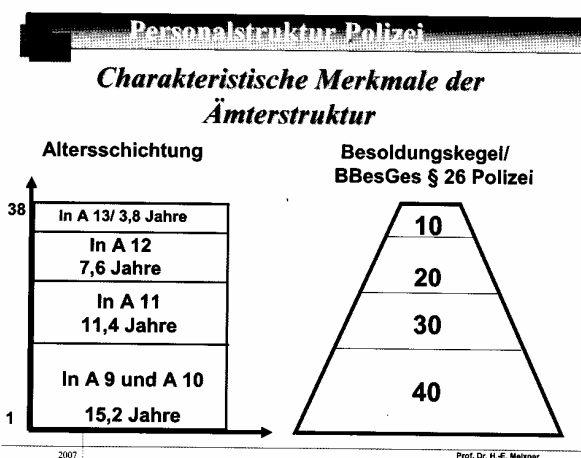 Personalstruktur Polizei
Charakteristische Merkmale der
Ämterstruktur
Altersschichtung
38
In A 13/ 3,8 Jahre
In A 12
7,6 Jahre
In A 11
11,4 Jahre
In A 9 und A 10
15,2 Jahre
1
Besoldungskegel/
BBesGes § 26 Polizei
10
20
30
40
2007
Prof. Dr. H.-E. Meixner